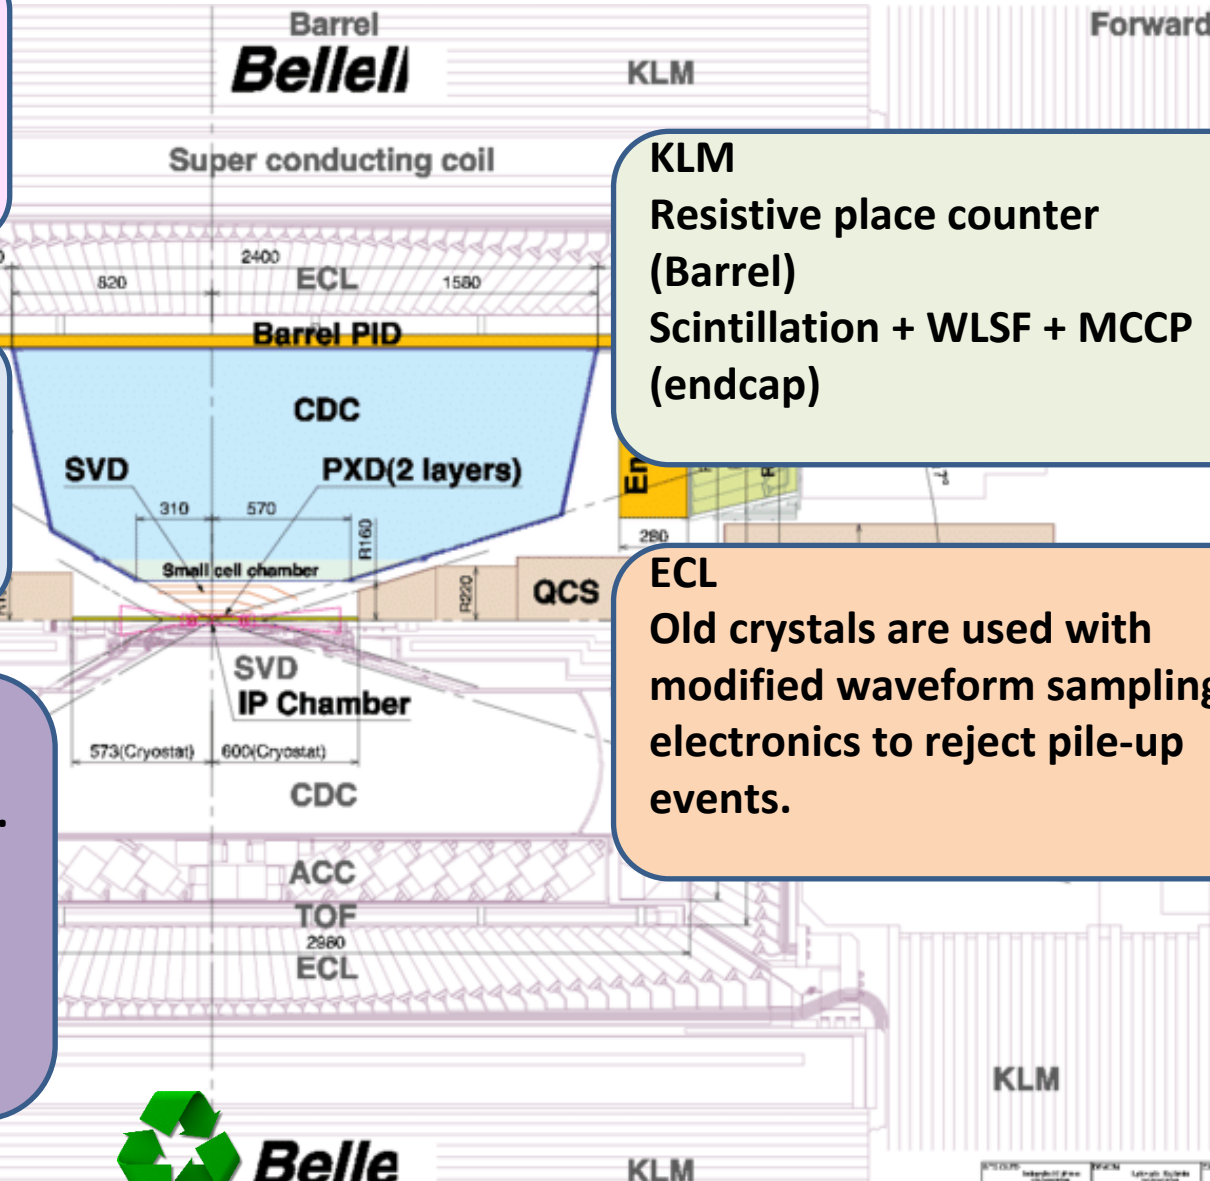 Barrel
Forward
BelleII
KLM
Super conducting coil
KLM
Resistive place counter
(Barrel)
Scintillation + WLSF + MCCP
(endcap)
2400
820
ECL
1580
Barrel PID
CDC
SVD
PXD(2 layers)
310
570
R160
280
Small cell chamber
R220
QCS
ECL
Old crystals are used with
modified waveform sampling
electronics to reject pile-up
events.
SVD
IP Chamber
573(Cryostat)
600(Cryostat)
CDC
ACC
TOF
2980
ECL
KLM
Belle
KLM